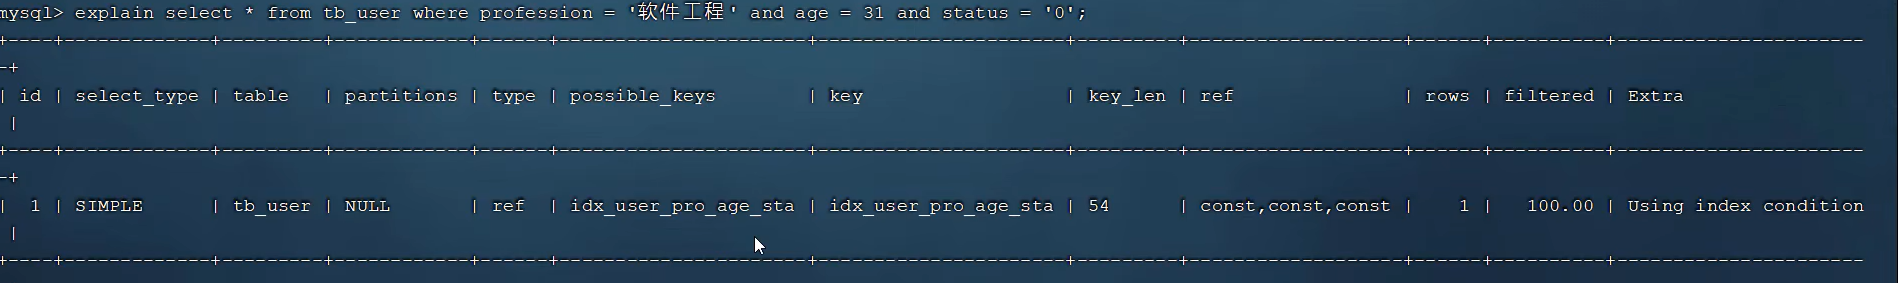 mysql> explain select * from tb_user where profession = '软件工程' and age = 31 and status = '0';
+----+-------------+---------+------------+------+----------------------+----------------------+---------+-------------------+------+----------+----------------------
-+
| id | select_type | table   | partitions | type | possible_keys        | key                  | key_len | ref               | rows | filtered | Extra
 |
+----+-------------+---------+------------+------+----------------------+----------------------+---------+-------------------+------+----------+----------------------
-+
|  1 | SIMPLE      | tb_user | NULL       | ref  | idx_user_pro_age_sta | idx_user_pro_age_sta | 54      | const,const,const |    1 |   100.00 | Using index condition
 |
+----+-------------+---------+------------+------+----------------------+----------------------+---------+-------------------+------+----------+----------------------